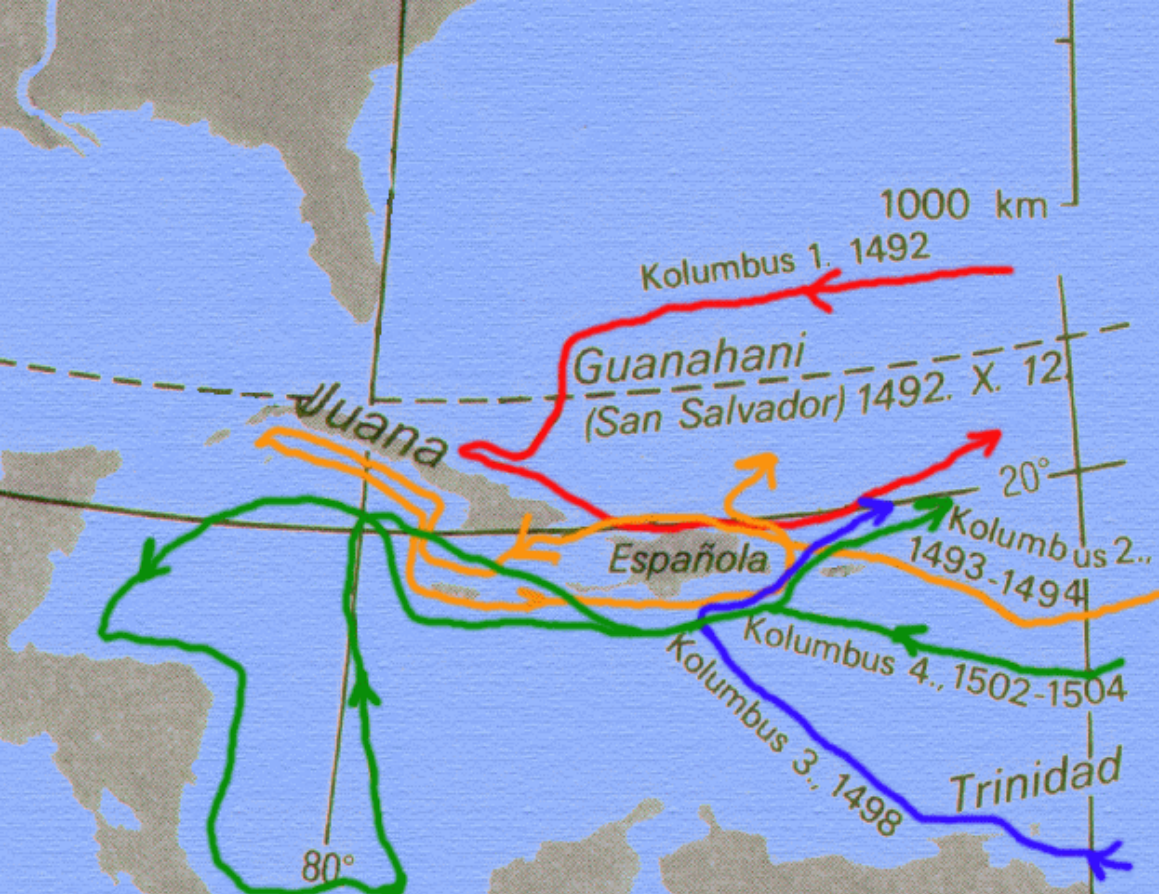 1000 km
Kolumbus 1. 1492
Guanahani
(San Salvador) 1492. X. 12.
Juana
20°
Kolumbus 2.,
1493-1494
Española
Kolumbus 4., 1502-1504
Kolumbus 3., 1498
Trinidad
80°